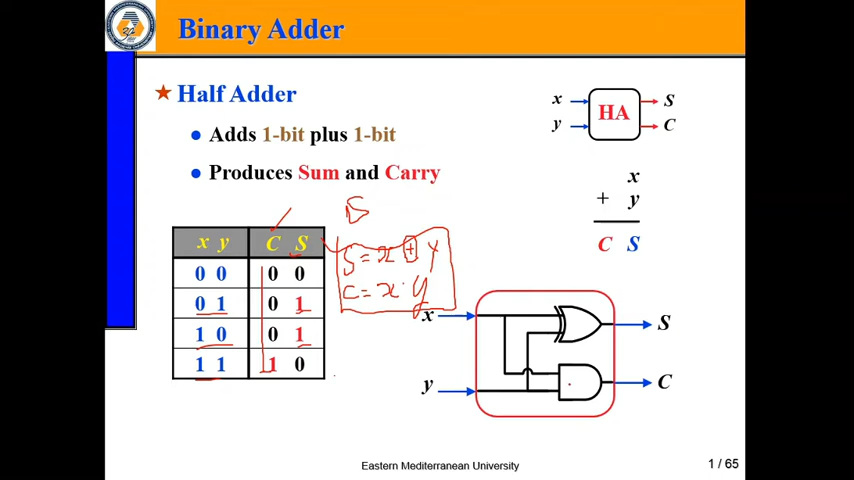 Binary Adder
Half Adder
Adds 1-bit plus 1-bit
Produces Sum and Carry
x y C S
0 0 0 0
0 1 0 1
1 0 0 1
1 1 1 0
S = x ⊕ y
C = x . y
x HA S
y C
x
+ y
C S
x S
y C
Eastern Mediterranean University
1 / 65